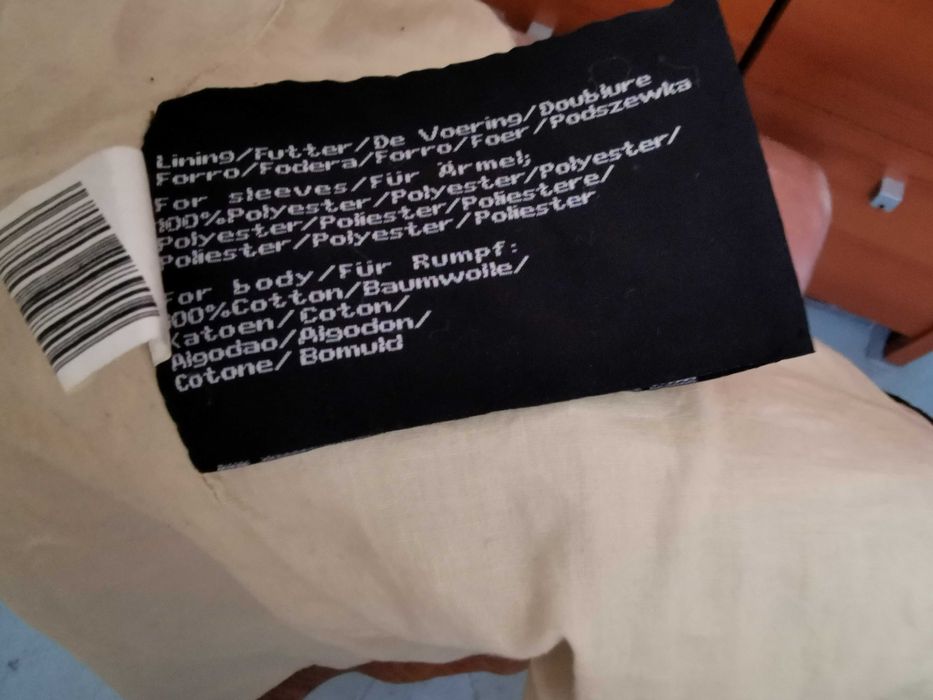 Lining/Futter/De Voering/Doublure
Forro/Fodera/Forro/Foer/Podszewka
For sleeves/Für Ärmel:
100%Polyester/Polyester/Polyester/
Polyester/Poliester/Poliestere/
Poliester/Polyester/Poliester
For body/Für Rumpf:
100%Cotton/Baumwolle/
Katoen/Coton/
Algodao/Algodon/
Cotone/ Bomuld